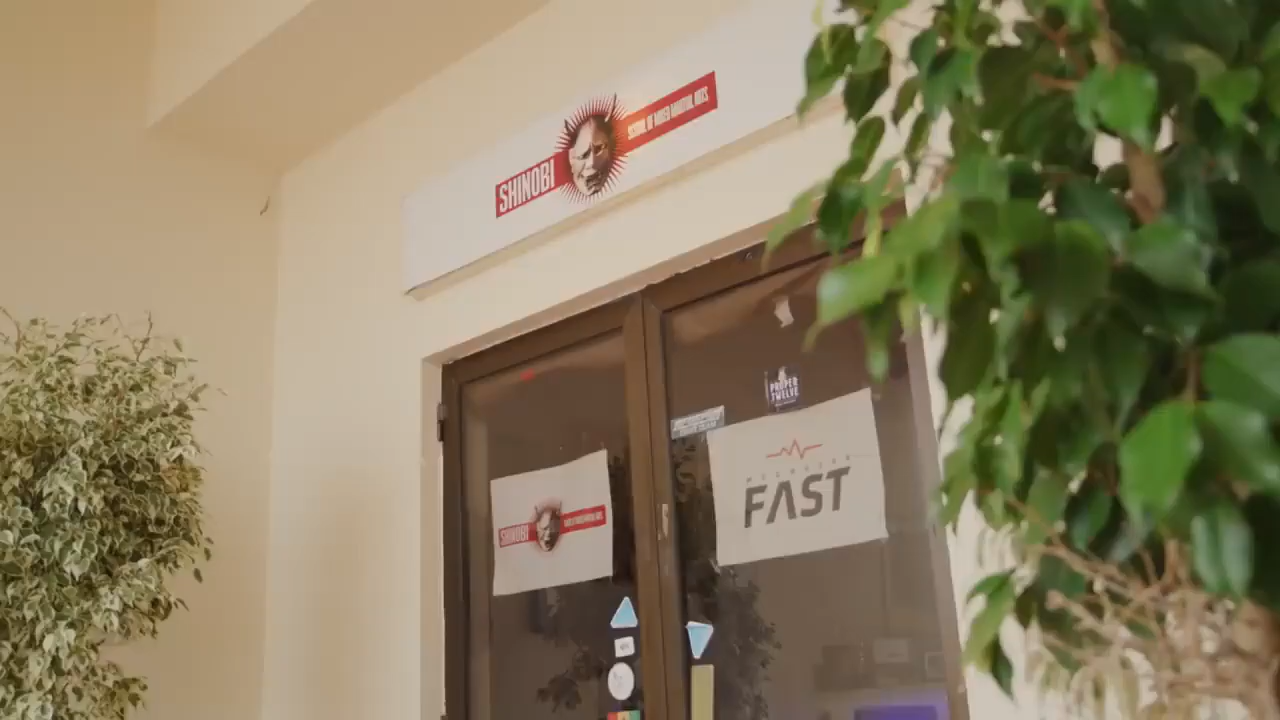 SHINOBI
SCHOOL OF MIXED MARTIAL ARTS
PROPER
TWELVE
FAST
SHINOBI